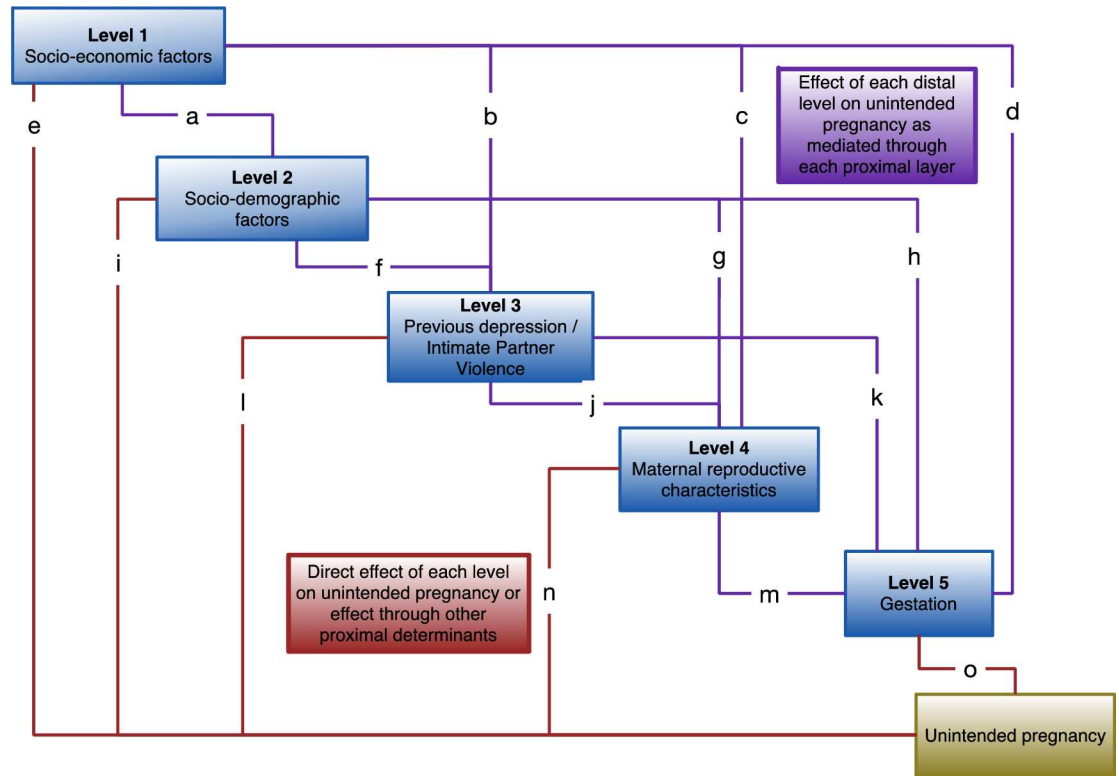 Level 1
Socio-economic factors
e
a
b
c
d
Effect of each distal
level on unintended
pregnancy as
mediated through
each proximal layer
Level 2
Socio-demographic
factors
i
f
g
h
Level 3
Previous depression /
Intimate Partner
Violence
l
j
k
Level 4
Maternal reproductive
characteristics
Direct effect of each level
on unintended pregnancy or
effect through other
proximal determinants
n
m
Level 5
Gestation
o
Unintended pregnancy